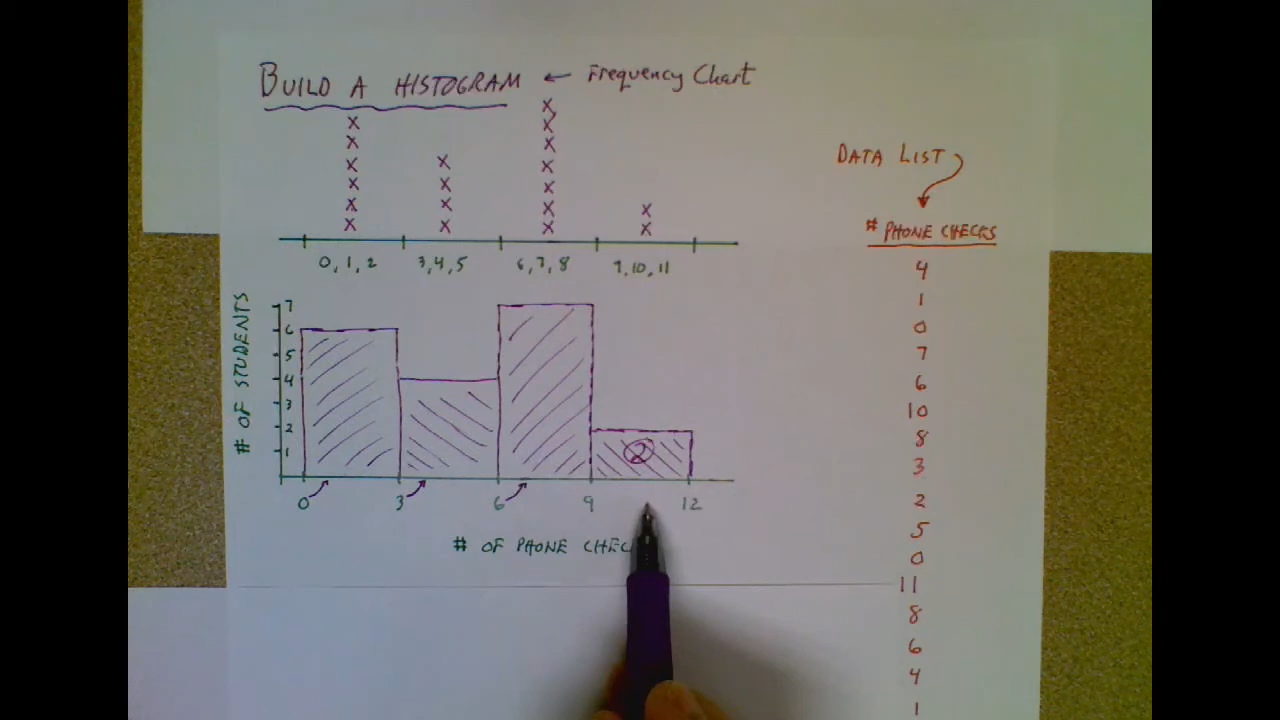 BUILD A HISTOGRAM ← Frequency Chart
X X X X X X
X X X X
X X X X X X X
X X
0, 1, 2
3, 4, 5
6, 7, 8
9, 10, 11
# OF STUDENTS
7
6
5
4
3
2
1
2
0 3 6 9 12
# OF PHONE
DATA LIST
# PHONE CHECKS
4
1
0
7
6
10
8
3
2
5
0
11
8
6
4
1